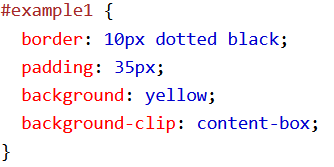 #example1 {
  border: 10px dotted black;
  padding: 35px;
  background: yellow;
  background-clip: content-box;
}